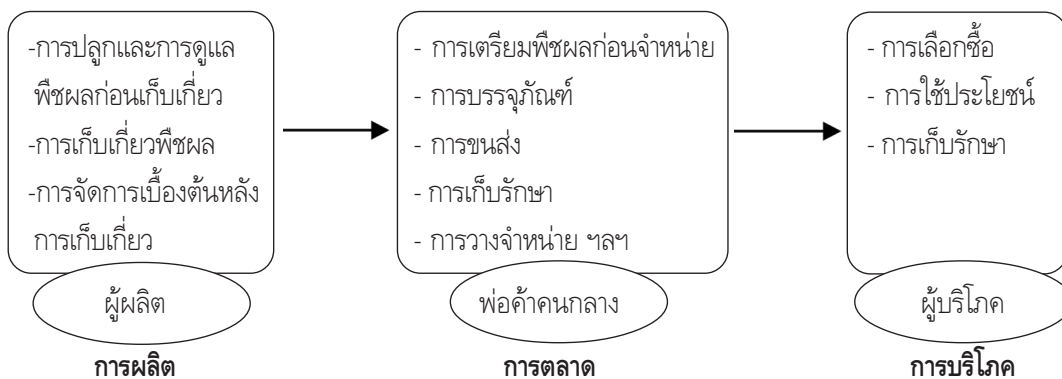 -การปลูกและการดูแล
พืชผลก่อนเก็บเกี่ยว
-การเก็บเกี่ยวพืชผล
-การจัดการเบื้องต้นหลัง
การเก็บเกี่ยว
ผู้ผลิต
การผลิต
- การเตรียมพืชผลก่อนจำหน่าย
- การบรรจุภัณฑ์
- การขนส่ง
- การเก็บรักษา
- การวางจำหน่าย ฯลฯ
พ่อค้าคนกลาง
การตลาด
- การเลือกซื้อ
- การใช้ประโยชน์
- การเก็บรักษา
ผู้บริโภค
การบริโภค